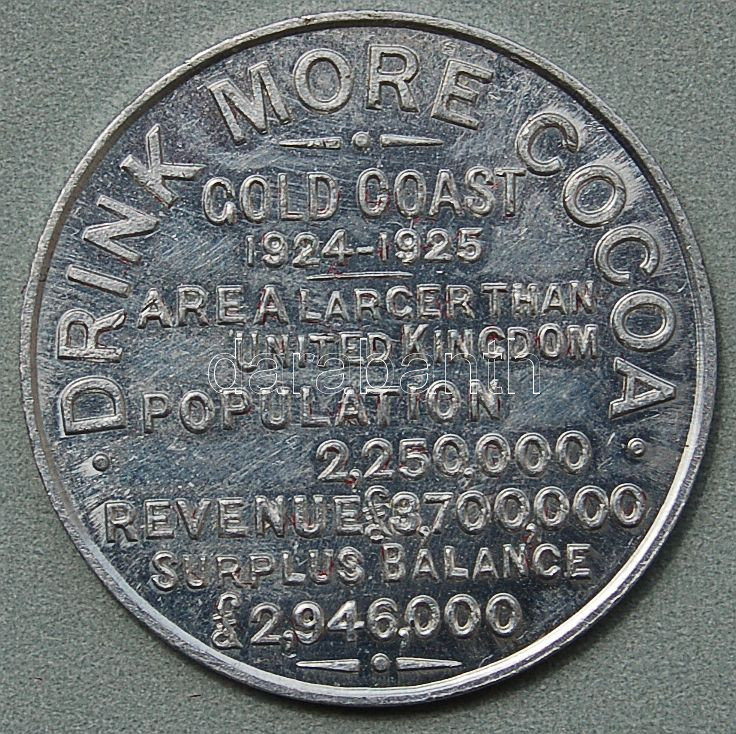 DRINK MORE COCOA
GOLD COAST
1924-1925
AREA LARGER THAN
UNITED KINGDOM
POPULATION
2,250,000
REVENUE £3,700,000
SURPLUS BALANCE
£2,946,000
darabanth